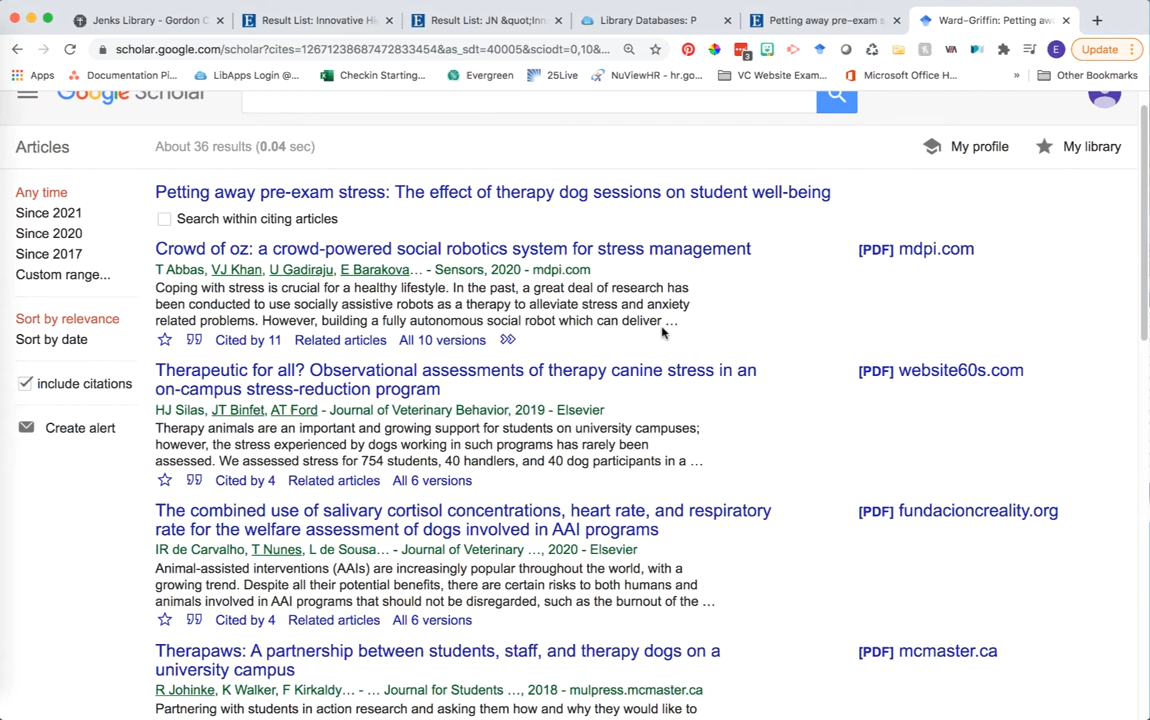 Jenks Library - Gordon C
Result List: Innovative Hi
Result List: JN &quot;Inn
Library Databases: P
Petting away pre-exam s
Ward-Griffin: Petting aw
scholar.google.com/scholar?cites=12671238687472833454&as_sdt=40005&sciodt=0,10&...
3
E
Update
Apps
Documentation Pi...
LibApps Login @...
Checkin Starting...
Evergreen
25Live
NuViewHR - hr.go...
VC Website Exam...
Microsoft Office H...
»
Other Bookmarks
Google Scholar
Articles
About 36 results (0.04 sec)
My profile
My library
Any time
Since 2021
Since 2020
Since 2017
Custom range...
Sort by relevance
Sort by date
include citations
Create alert
Petting away pre-exam stress: The effect of therapy dog sessions on student well-being
Search within citing articles
Crowd of oz: a crowd-powered social robotics system for stress management
[PDF] mdpi.com
T Abbas, VJ Khan, U Gadiraju, E Barakova… - Sensors, 2020 - mdpi.com
Coping with stress is crucial for a healthy lifestyle. In the past, a great deal of research has
been conducted to use socially assistive robots as a therapy to alleviate stress and anxiety
related problems. However, building a fully autonomous social robot which can deliver …
Cited by 11 Related articles All 10 versions
Therapeutic for all? Observational assessments of therapy canine stress in an
on-campus stress-reduction program
[PDF] website60s.com
HJ Silas, JT Binfet, AT Ford - Journal of Veterinary Behavior, 2019 - Elsevier
Therapy animals are an important and growing support for students on university campuses;
however, the stress experienced by dogs working in such programs has rarely been
assessed. We assessed stress for 754 students, 40 handlers, and 40 dog participants in a …
Cited by 4 Related articles All 6 versions
The combined use of salivary cortisol concentrations, heart rate, and respiratory
rate for the welfare assessment of dogs involved in AAI programs
[PDF] fundacioncreality.org
IR de Carvalho, T Nunes, L de Sousa… - Journal of Veterinary …, 2020 - Elsevier
Animal-assisted interventions (AAIs) are increasingly popular throughout the world, with a
growing trend. Despite all their potential benefits, there are certain risks to both humans and
animals involved in AAI programs that should not be disregarded, such as the burnout of the …
Cited by 4 Related articles All 6 versions
Therapaws: A partnership between students, staff, and therapy dogs on a
university campus
[PDF] mcmaster.ca
R Johinke, K Walker, F Kirkaldy… - … Journal for Students …, 2018 - mulpress.mcmaster.ca
Partnering with students in action research and asking them how and why they would like to